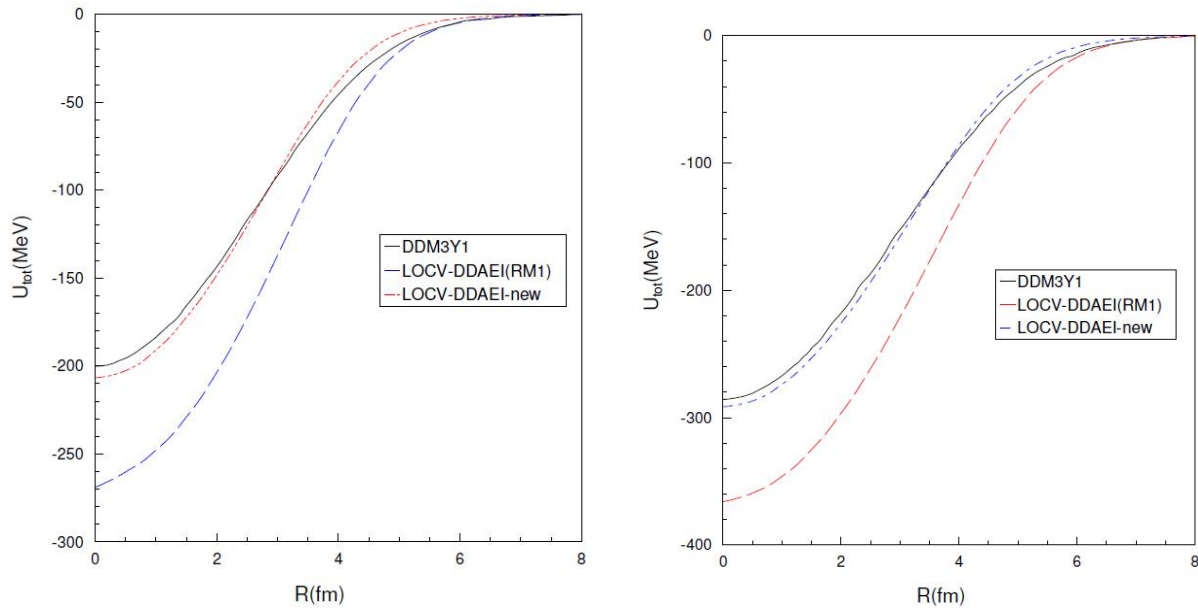 0
-50
-100
-150
-200
-250
-300
U_tot(MeV)
DDM3Y1
LOCV-DDAEI(RM1)
LOCV-DDAEI-new
0 2 4 6 8
R(fm)
0
-100
-200
-300
-400
U_tot(MeV)
DDM3Y1
LOCV-DDAEI(RM1)
LOCV-DDAEI-new
0 2 4 6 8
R(fm)